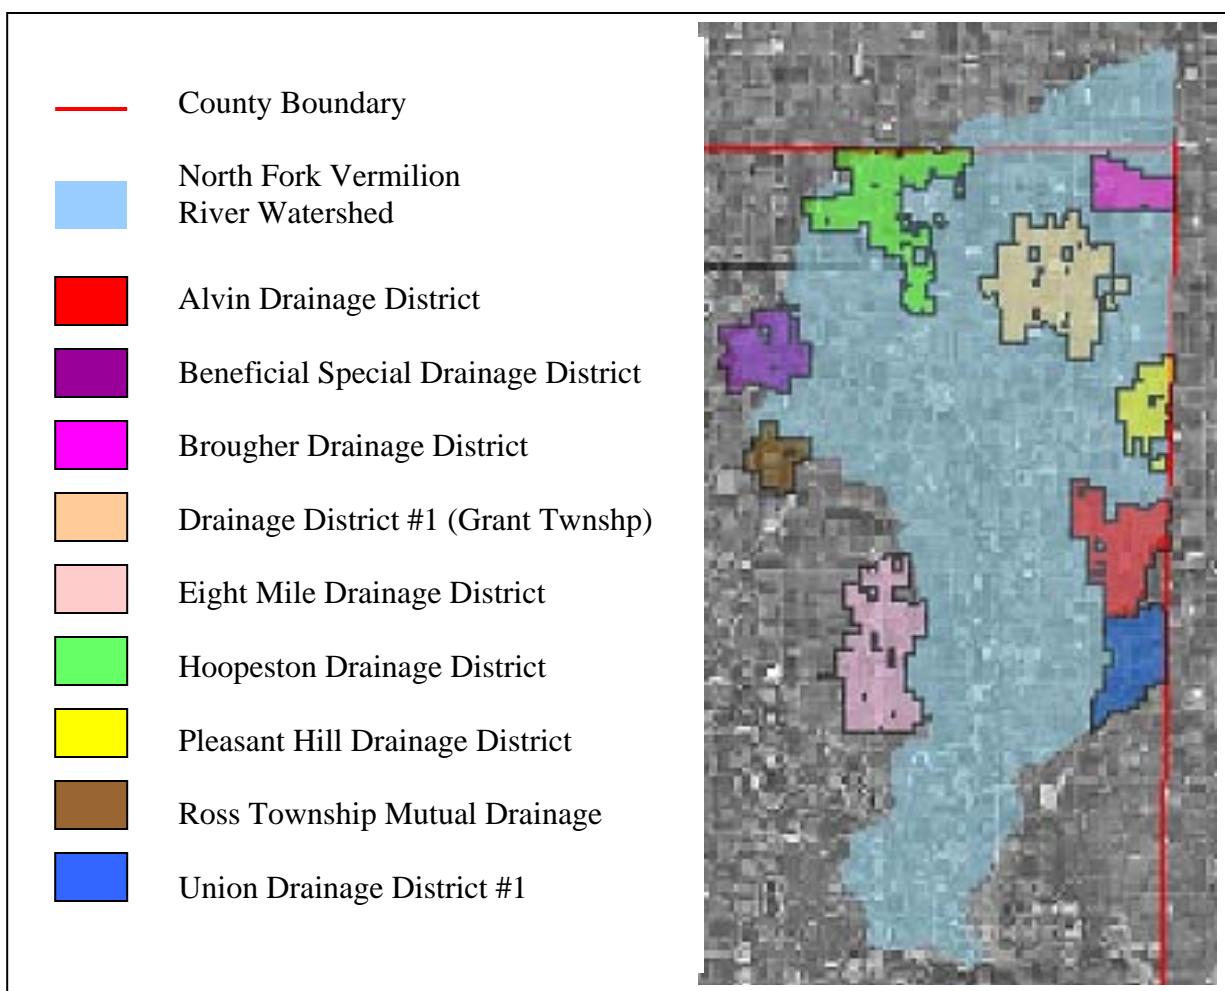 County Boundary
North Fork Vermilion
River Watershed
Alvin Drainage District
Beneficial Special Drainage District
Brougher Drainage District
Drainage District #1 (Grant Twnshp)
Eight Mile Drainage District
Hoopeston Drainage District
Pleasant Hill Drainage District
Ross Township Mutual Drainage
Union Drainage District #1